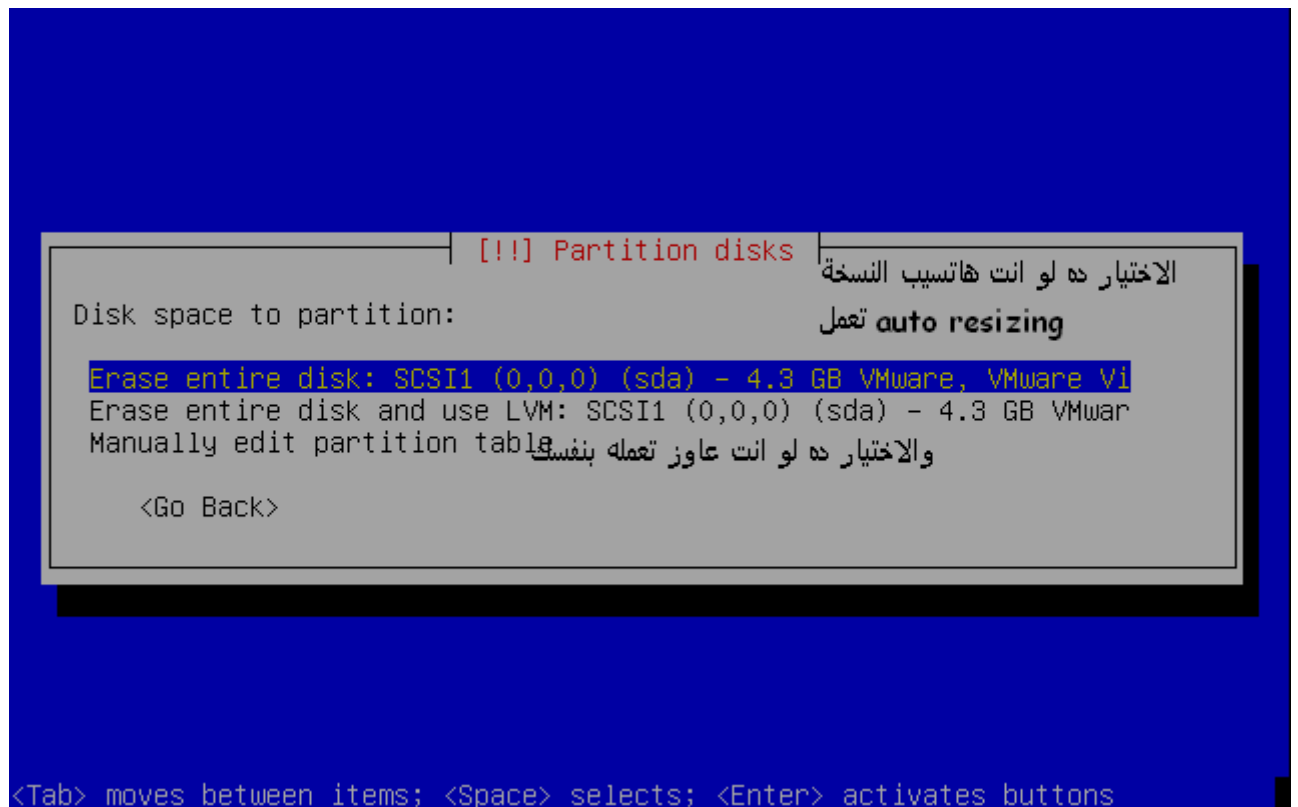 [!!] Partition disks
الاختيار ده لو انت هاتسيب النسخة
Disk space to partition:
تعمل auto resizing
Erase entire disk: SCSI1 (0,0,0) (sda) - 4.3 GB VMware, VMware Vi
Erase entire disk and use LVM: SCSI1 (0,0,0) (sda) - 4.3 GB VMwar
Manually edit partition table
والاختيار ده لو انت عاوز تعمله بنفسك
<Go Back>
<Tab> moves between items; <Space> selects; <Enter> activates buttons